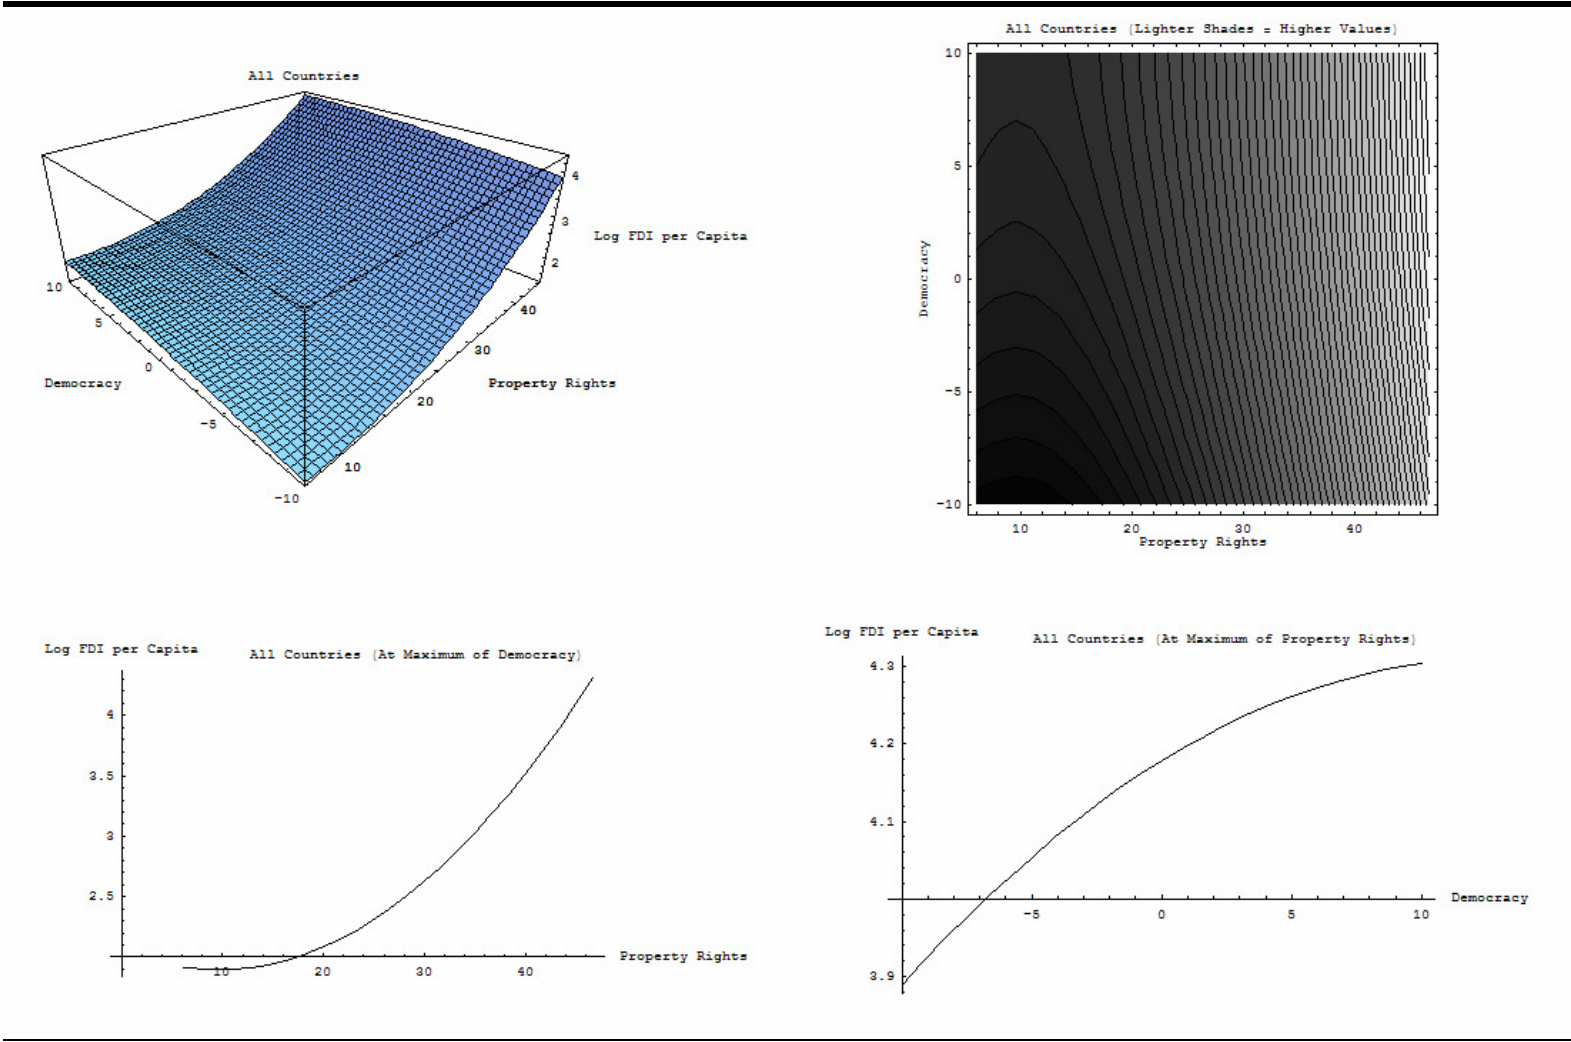 All Countries
4
3
Log FDI per Capita
2
10
5
0
-5
-10
Democracy
40
30
20
10
Property Rights
All Countries (Lighter Shades = Higher Values)
10
5
0
-5
-10
Democracy
10 20 30 40
Property Rights
Log FDI per Capita
All Countries (At Maximum of Democracy)
4
3.5
3
2.5
10 20 30 40
Property Rights
Log FDI per Capita
All Countries (At Maximum of Property Rights)
4.3
4.2
4.1
3.9
-5 0 5 10
Democracy